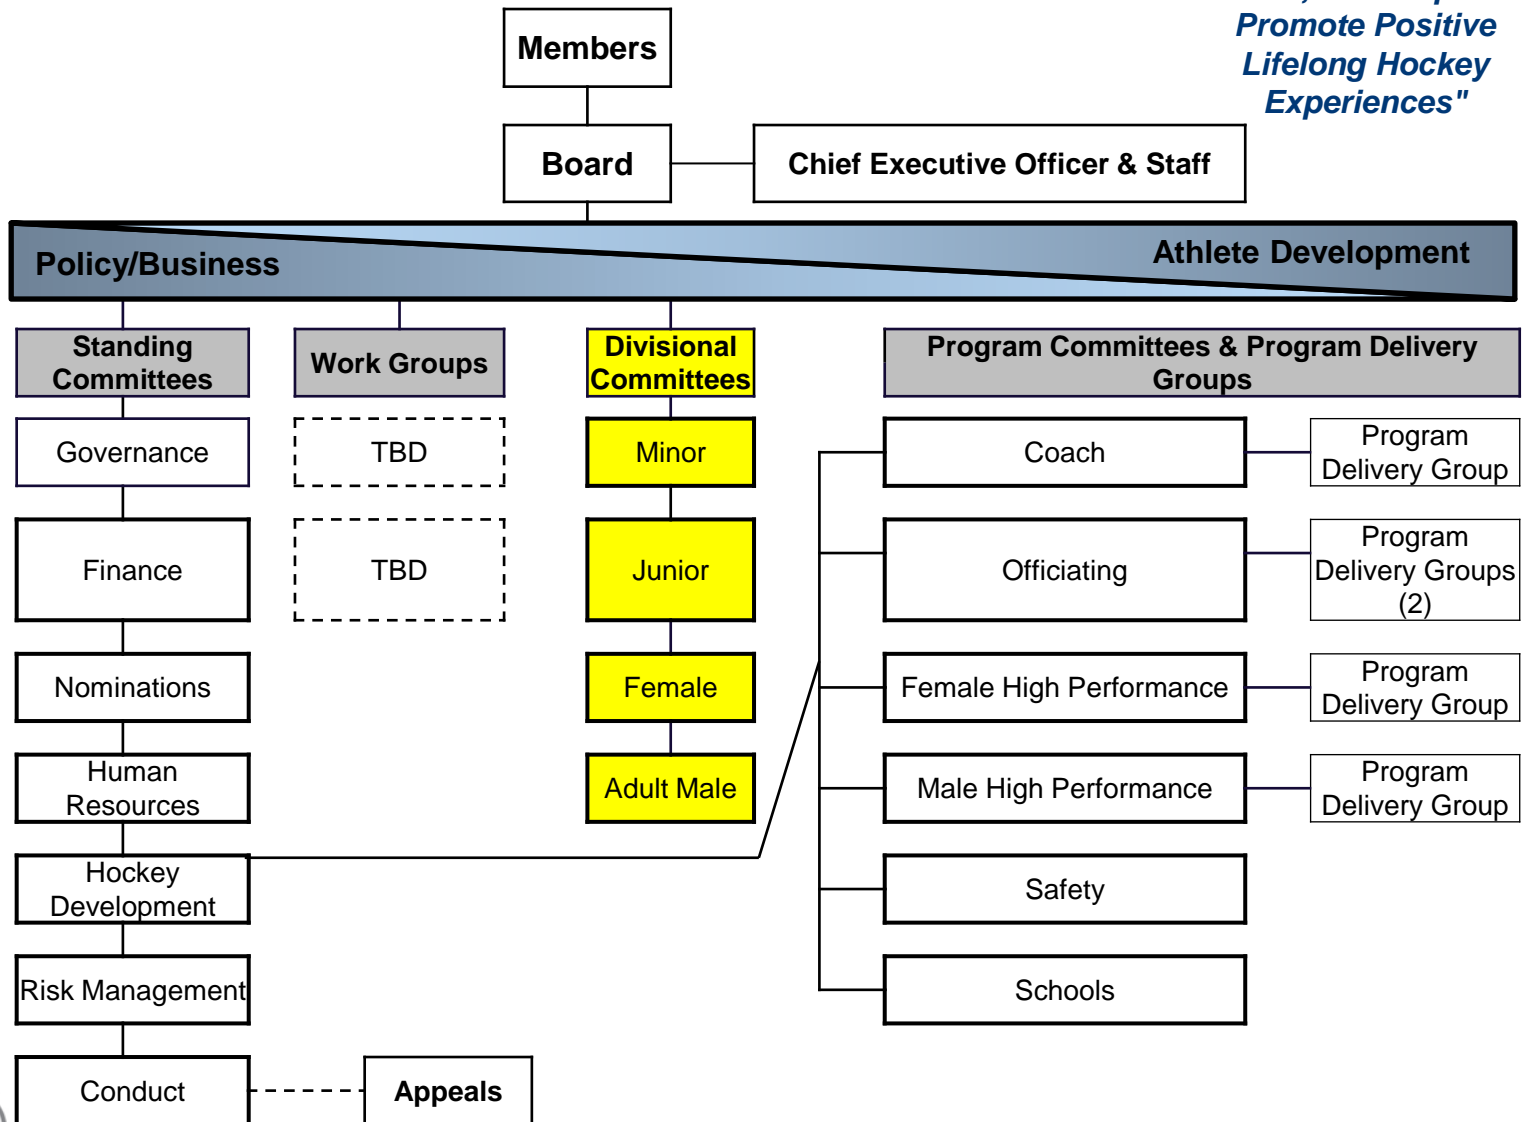 Promote Positive
Lifelong Hockey
Experiences"
Members
Board
Chief Executive Officer & Staff
Policy/Business
Athlete Development
Standing
Committees
Work Groups
Divisional
Committees
Program Committees & Program Delivery
Groups
Governance
TBD
Minor
Coach
Program
Delivery Group
Finance
TBD
Junior
Officiating
Program
Delivery Groups
(2)
Nominations
Female
Female High Performance
Program
Delivery Group
Human
Resources
Adult Male
Male High Performance
Program
Delivery Group
Hockey
Development
Safety
Risk Management
Schools
Conduct
Appeals